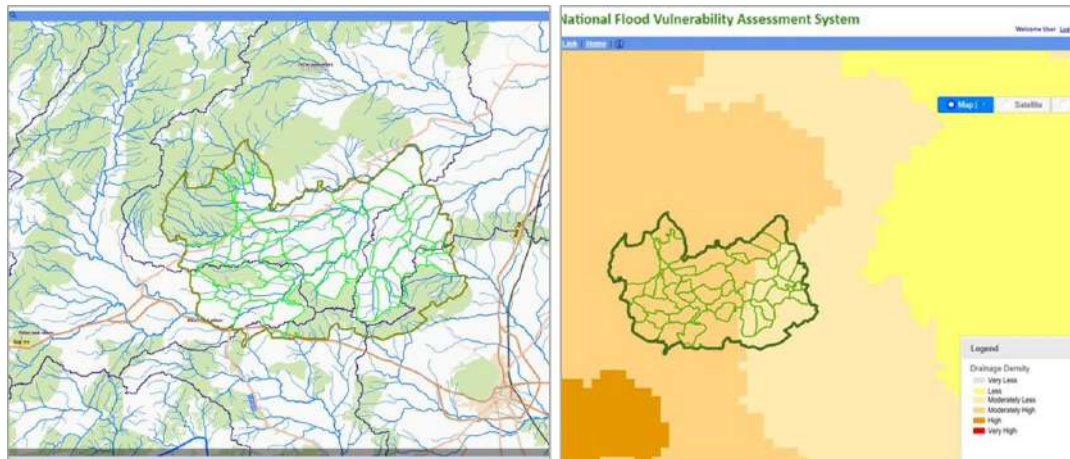 National Flood Vulnerability Assessment System
Welcome User
Link | Home |
Map |
Satellite
Legend
Drainage Density
Very Less
Less
Moderately Less
Moderately High
High
Very High